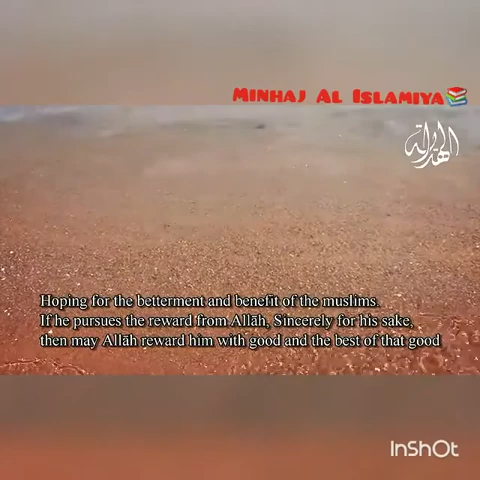 MINHAJ AL ISLAMIYA
الهداية
Hoping for the betterment and benefit of the muslims.
If he pursues the reward from Allāh, Sincerely for his sake,
then may Allāh reward him with good and the best of that good
InShOt